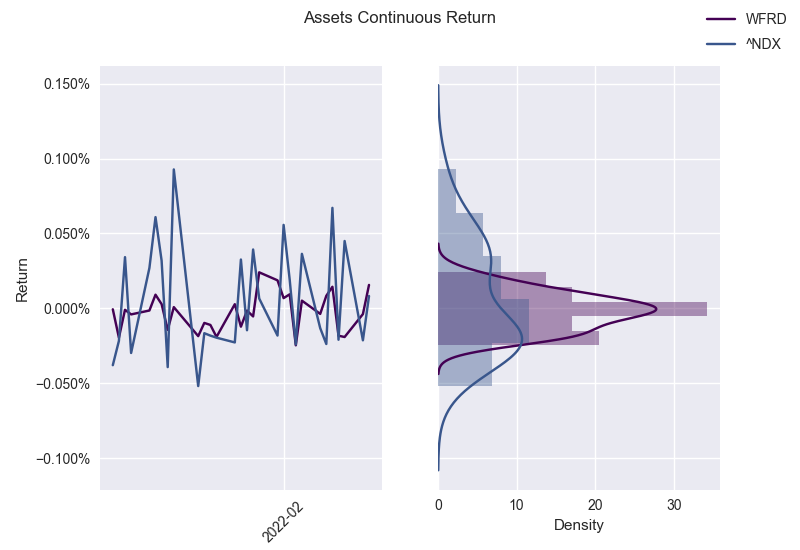 Assets Continuous Return
WFRD
^NDX
Return
0.150%
0.100%
0.050%
0.000%
−0.050%
−0.100%
2022-02
0 10 20 30
Density